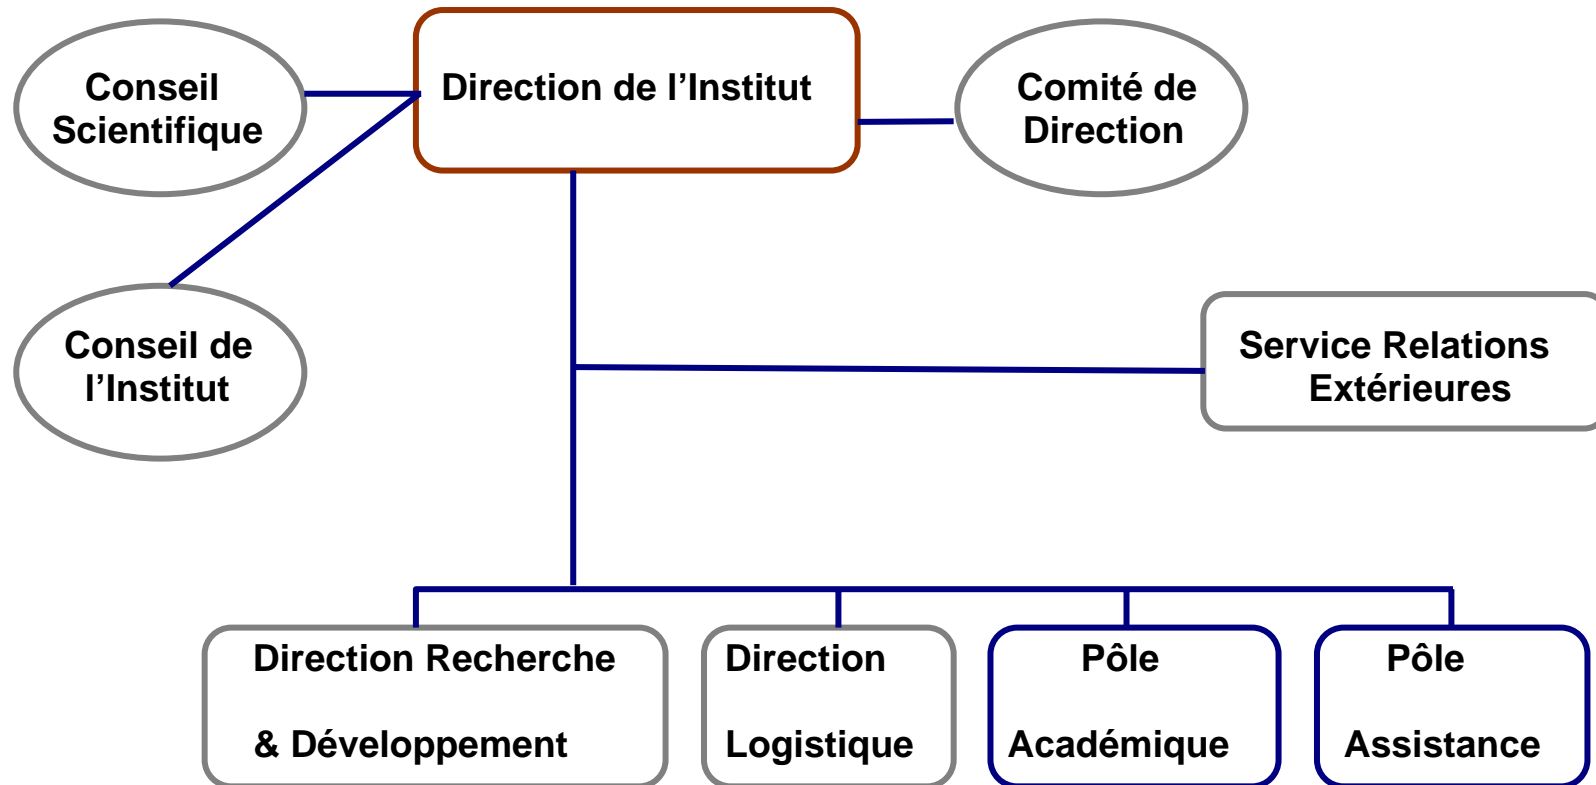 Conseil
Scientifique
Direction de l’Institut
Comité de
Direction
Conseil de
l’Institut
Service Relations
Extérieures
Direction Recherche
& Développement
Direction
Logistique
Pôle
Académique
Pôle
Assistance